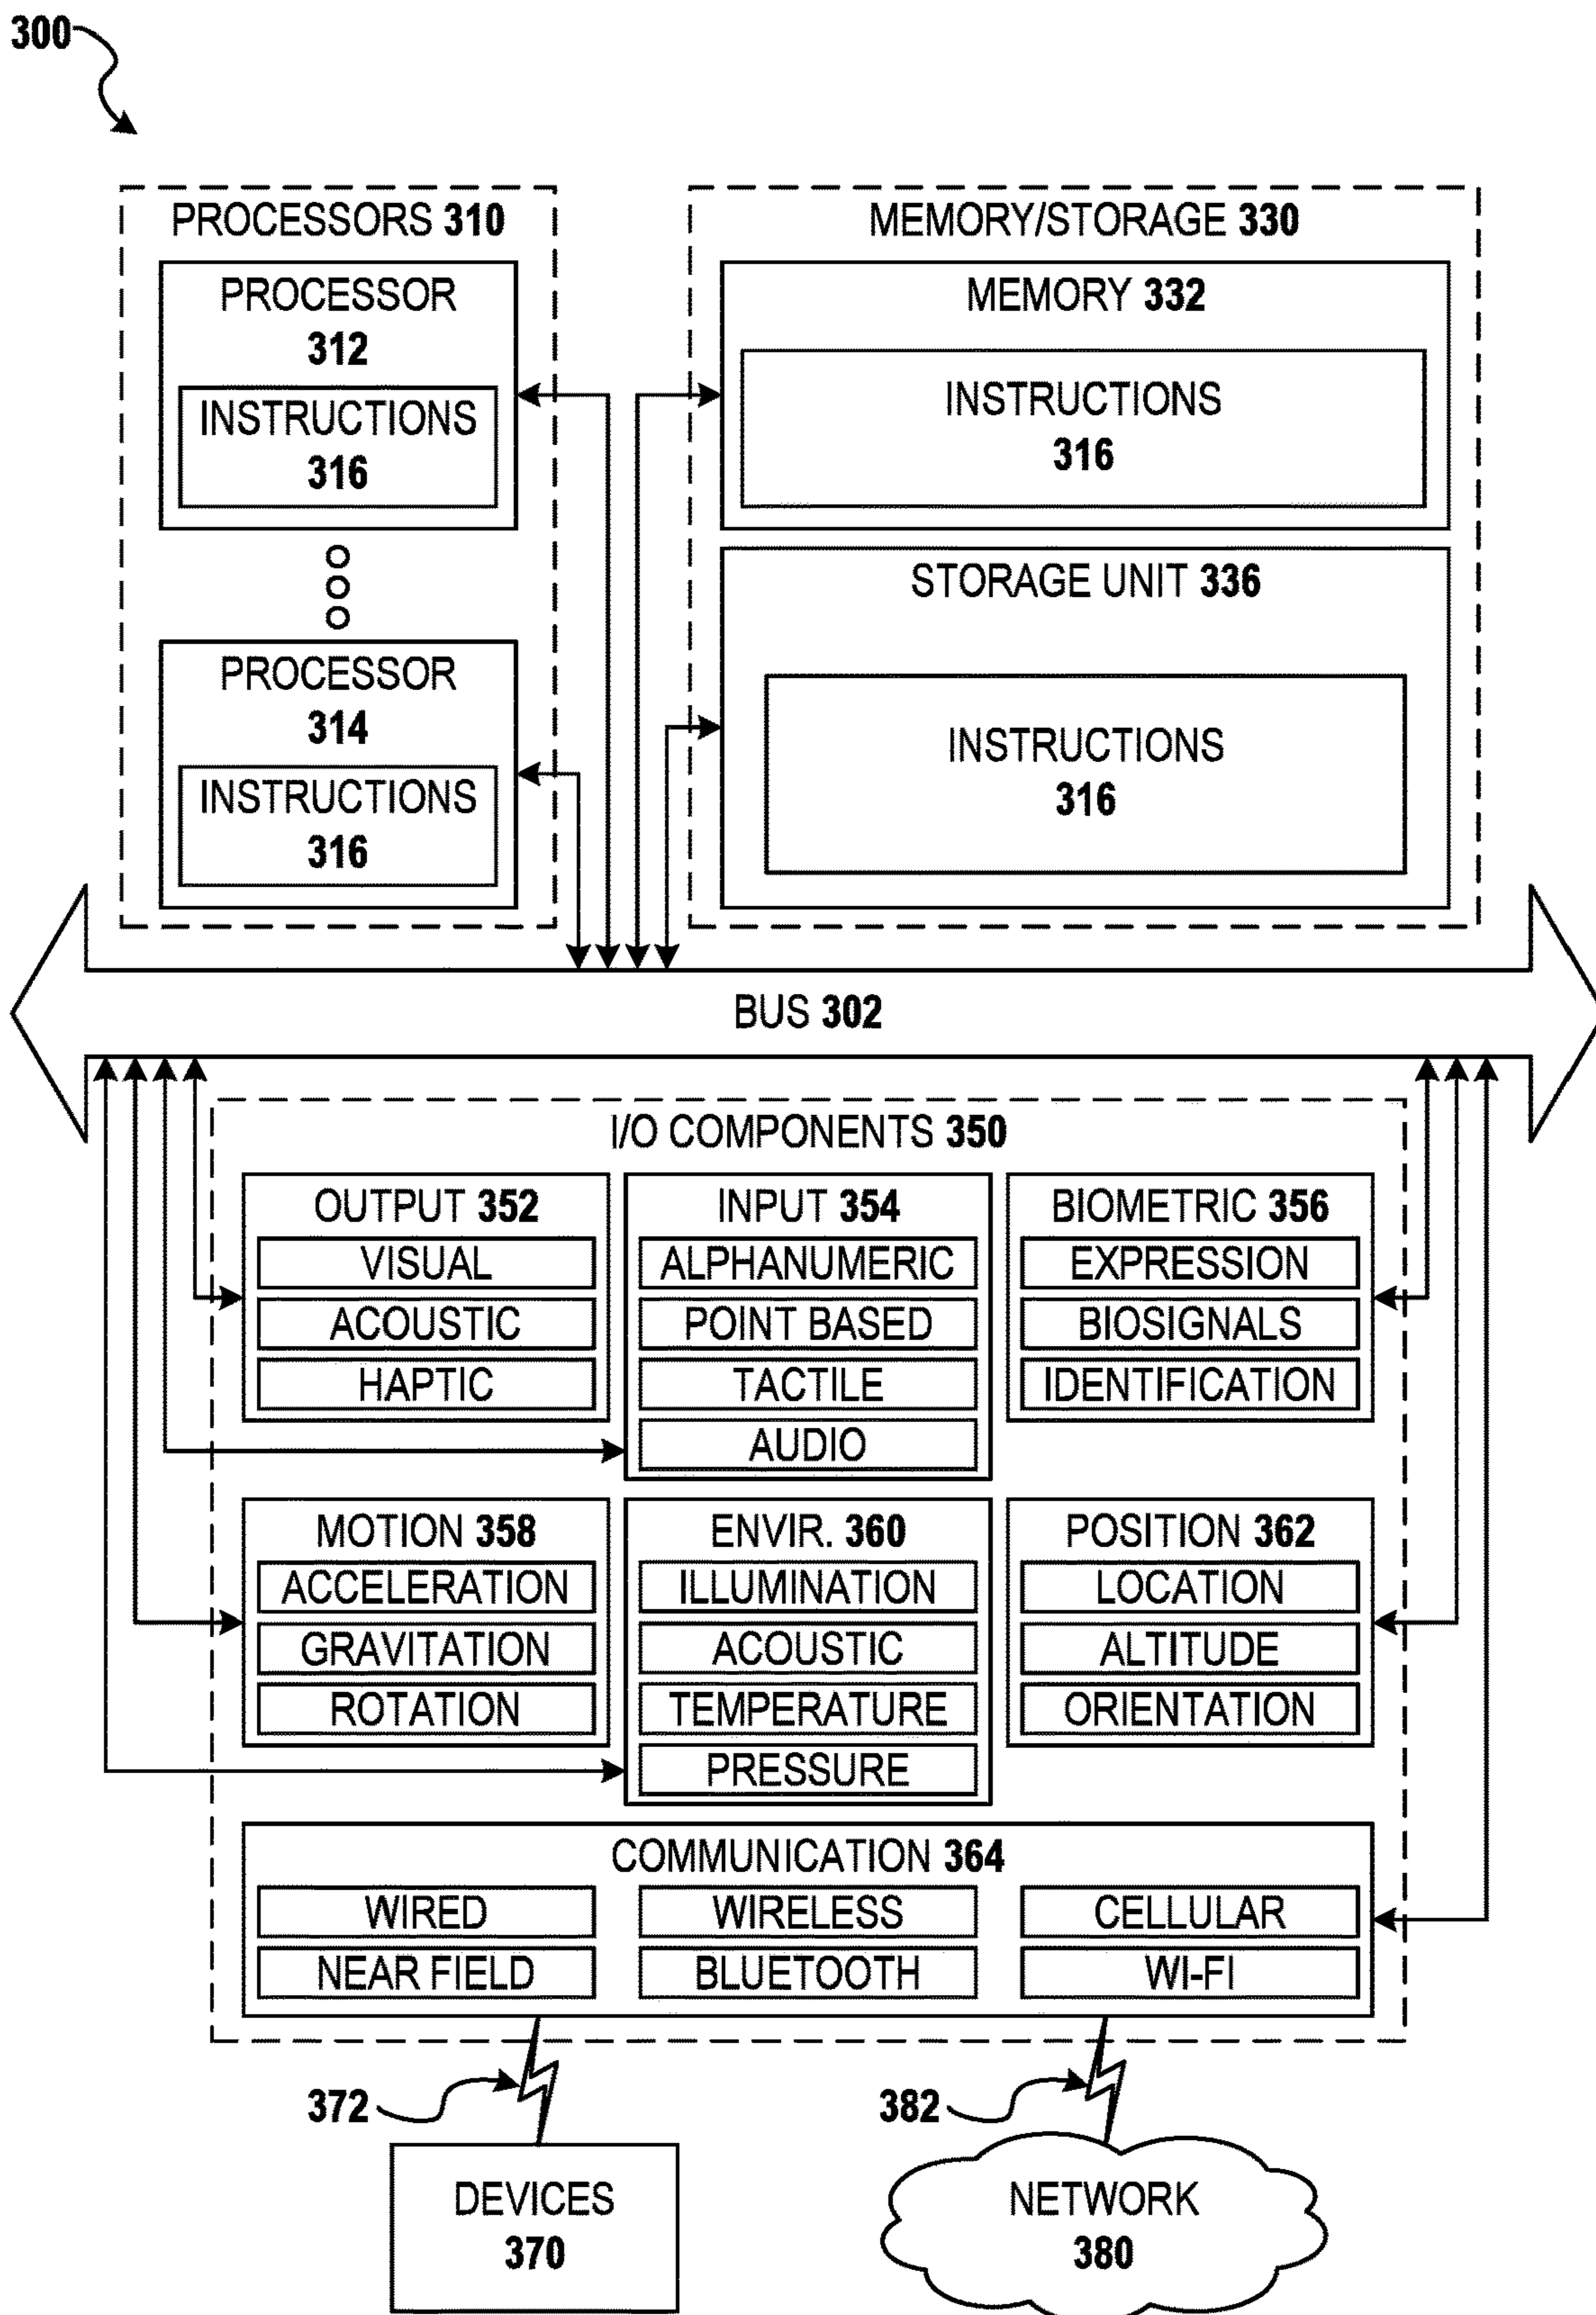 300
PROCESSORS 310
PROCESSOR
312
INSTRUCTIONS
316
PROCESSOR
314
INSTRUCTIONS
316
MEMORY/STORAGE 330
MEMORY 332
INSTRUCTIONS
316
STORAGE UNIT 336
INSTRUCTIONS
316
BUS 302
I/O COMPONENTS 350
OUTPUT 352
VISUAL
ACOUSTIC
HAPTIC
INPUT 354
ALPHANUMERIC
POINT BASED
TACTILE
AUDIO
BIOMETRIC 356
EXPRESSION
BIOSIGNALS
IDENTIFICATION
MOTION 358
ACCELERATION
GRAVITATION
ROTATION
ENVIR. 360
ILLUMINATION
ACOUSTIC
TEMPERATURE
PRESSURE
POSITION 362
LOCATION
ALTITUDE
ORIENTATION
COMMUNICATION 364
WIRED
WIRELESS
CELLULAR
NEAR FIELD
BLUETOOTH
WI-FI
372
382
DEVICES
370
NETWORK
380